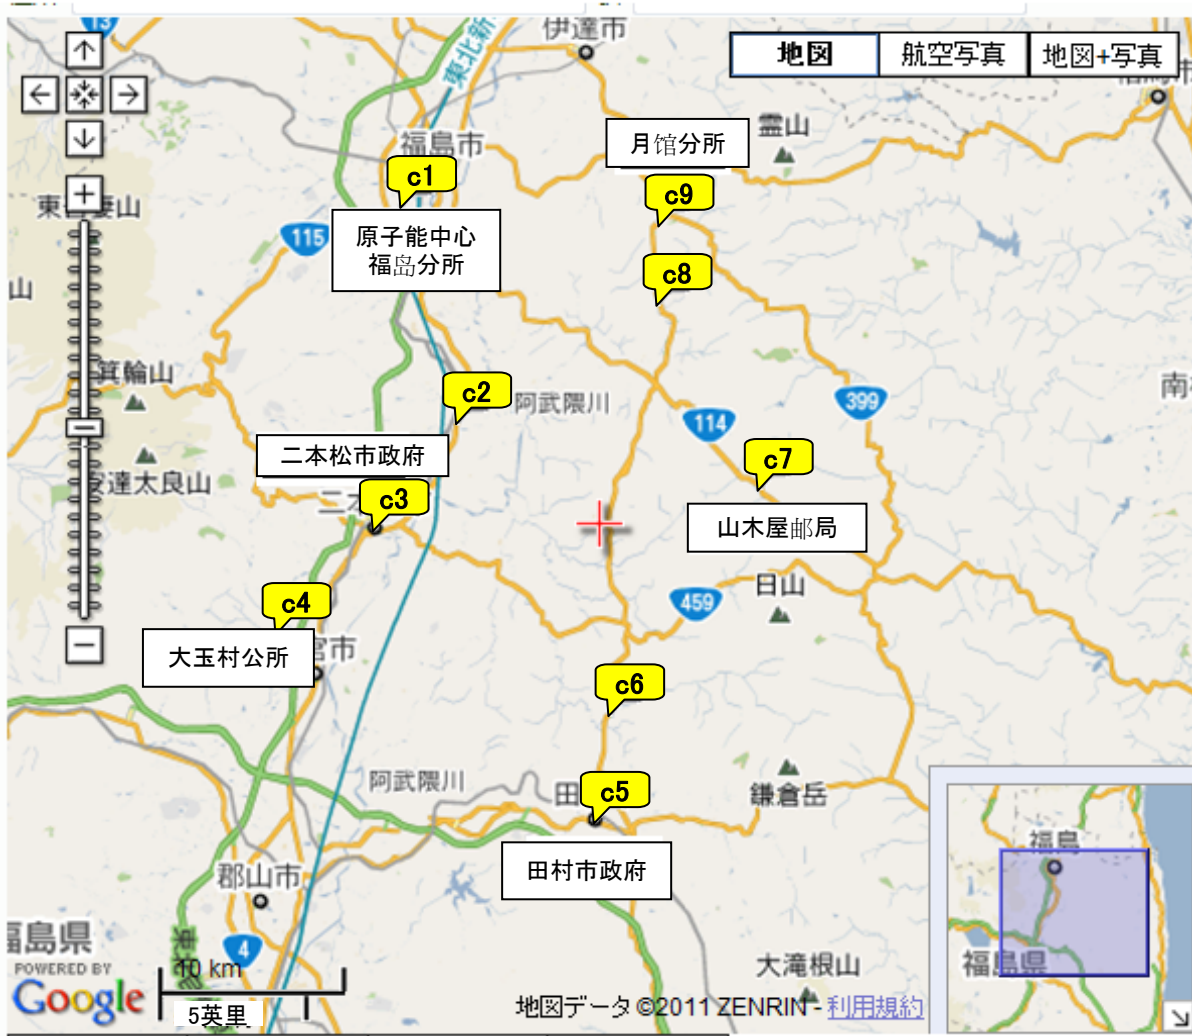 13
東北新
伊達市
地図
航空写真
地図+写真
福島市
月馆分所
霊山
c1
c9
115
原子能中心
福岛分所
c8
山
箕輪山
c2
阿武隈川
399
114
南
二本松市政府
c7
安達太良山
c3
山木屋邮局
日山
c4
459
大玉村公所
宮市
c6
阿武隈川
田
c5
鎌倉岳
田村市政府
福島
郡山市
福島県
4
福島県
POWERED BY
Google
10 km
5英里
大滝根山
地図データ ©2011 ZENRIN - 利用規約